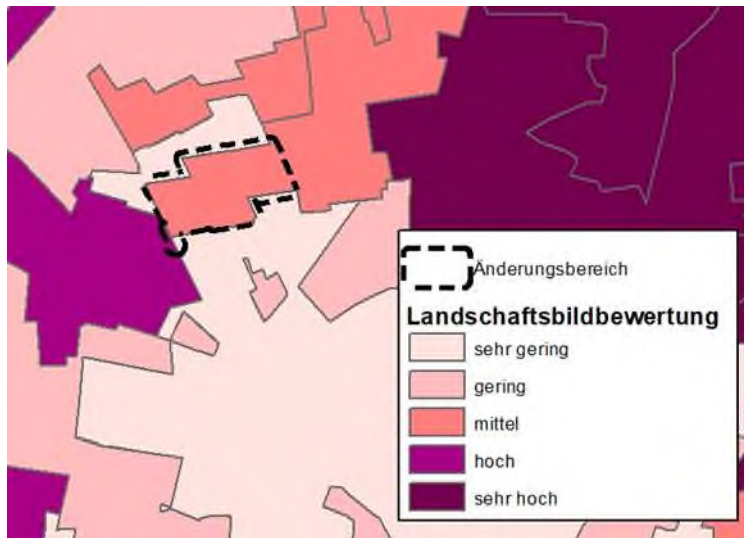 Änderungsbereich
Landschaftsbildbewertung
sehr gering
gering
mittel
hoch
sehr hoch